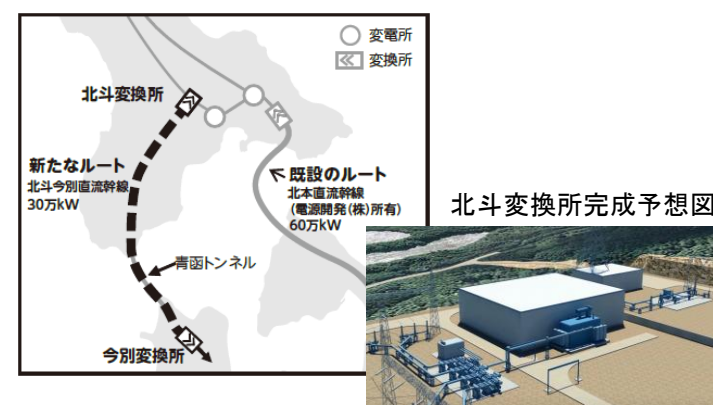 変電所
変換所
北斗変換所
新たなルート
北斗今別直流幹線
30万kW
既設のルート
北本直流幹線
(電源開発(株)所有)
60万kW
青函トンネル
今別変換所
北斗変換所完成予想図